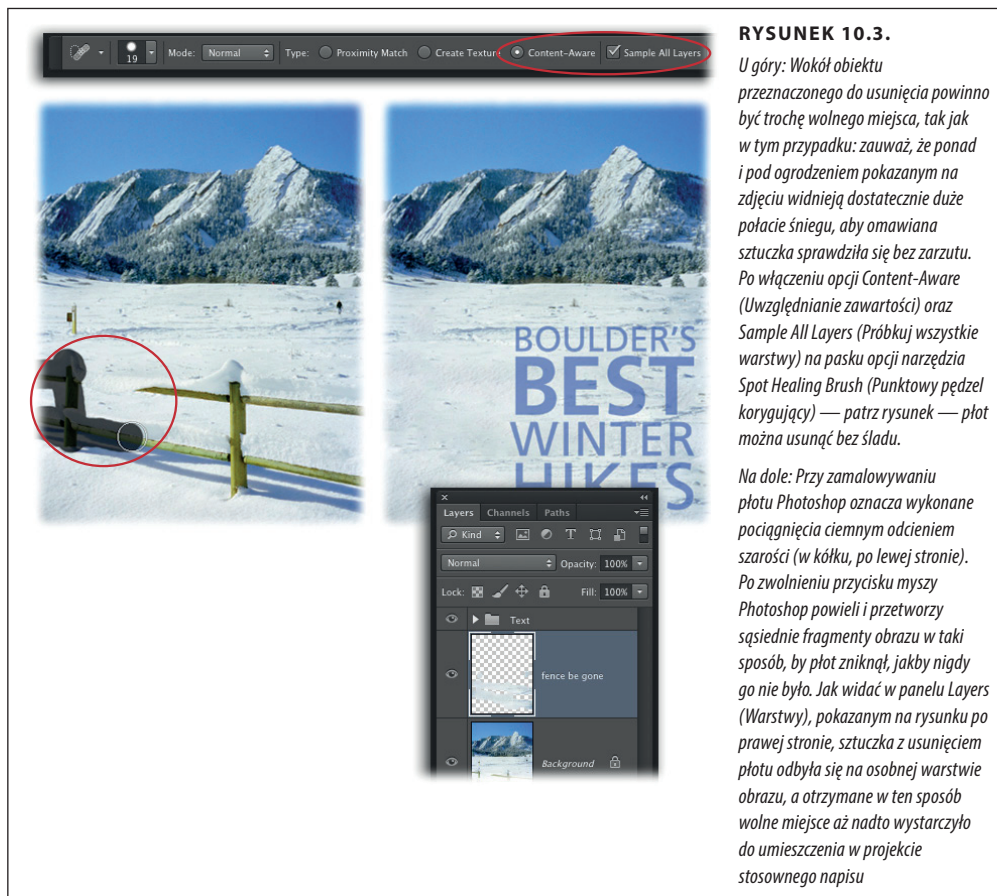 19
Mode: Normal
Type: Proximity Match Create Texture Content-Aware Sample All Layers
BOULDER'S
BEST
WINTER
HIKES
Layers Channels Paths
Kind
Normal Opacity: 100%
Lock: Fill: 100%
Text
fence be gone
Background
RYSUNEK 10.3.
U góry: Wokół obiektu
przeznaczonego do usunięcia powinno
być trochę wolnego miejsca, tak jak
w tym przypadku: zauważ, że ponad
i pod ogrodzeniem pokazanym na
zdjęciu widnieją dostatecznie duże
połacie śniegu, aby omawiana
sztuczka sprawdziła się bez zarzutu.
Po włączeniu opcji Content-Aware
(Uwzględnianie zawartości) oraz
Sample All Layers (Próbkuj wszystkie
warstwy) na pasku opcji narzędzia
Spot Healing Brush (Punktowy pędzel
korygujący) — patrz rysunek — płot
można usunąć bez śladu.
Na dole: Przy zamalowywaniu
płotu Photoshop oznacza wykonane
pociągnięcia ciemnym odcieniem
szarości (w kółku, po lewej stronie).
Po zwolnieniu przycisku myszy
Photoshop powieli i przetworzy
sąsiednie fragmenty obrazu w taki
sposób, by płot zniknął, jakby nigdy
go nie było. Jak widać w panelu Layers
(Warstwy), pokazanym na rysunku po
prawej stronie, sztuczka z usunięciem
płotu odbyła się na osobnej warstwie
obrazu, a otrzymane w ten sposób
wolne miejsce aż nadto wystarczyło
do umieszczenia w projekcie
stosownego napisu